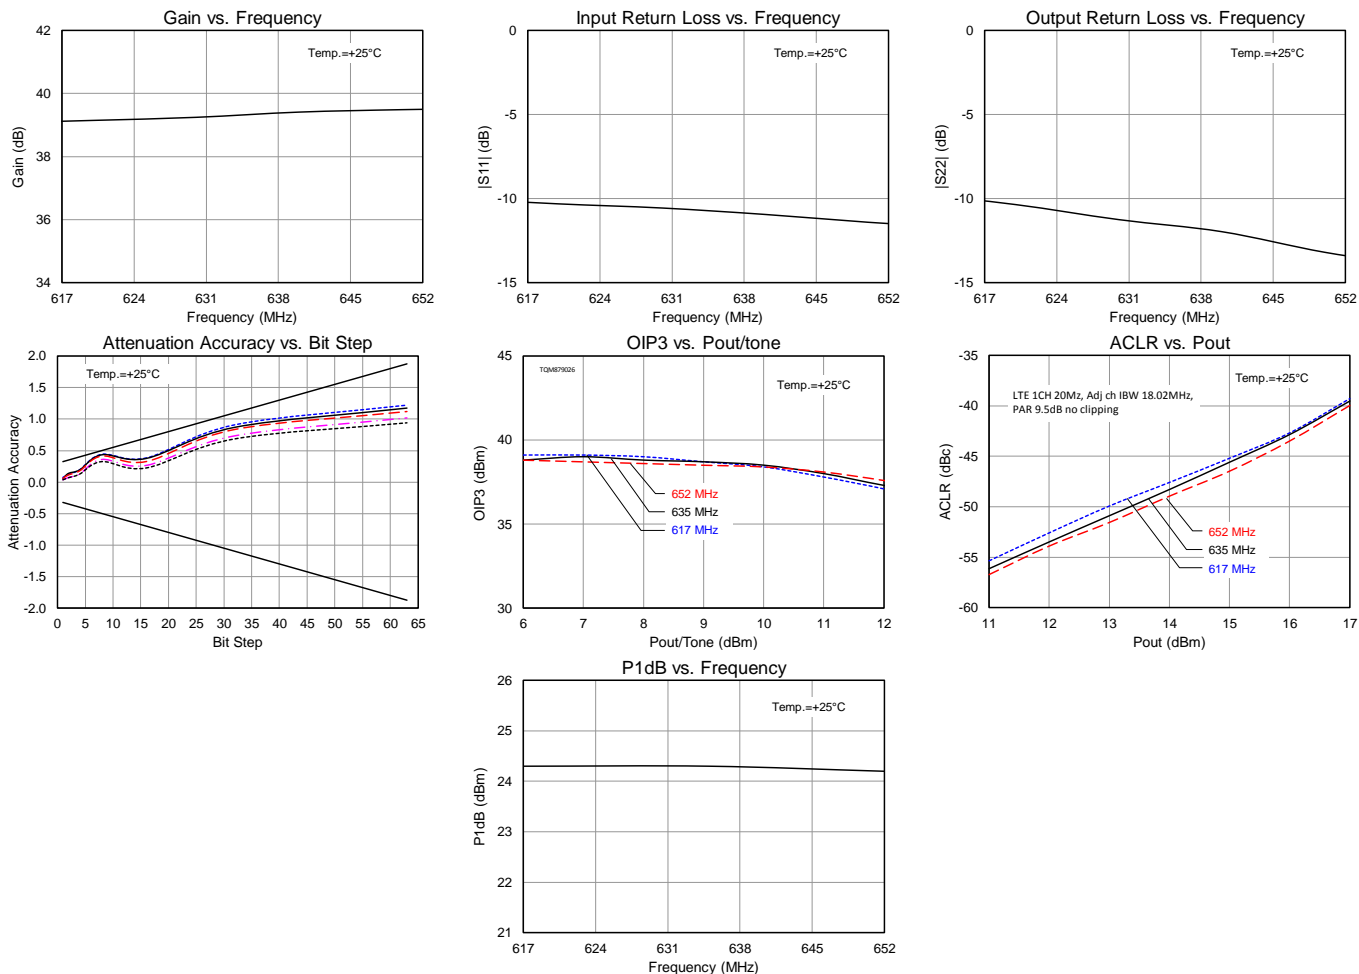 Gain vs. Frequency
42
40
38
36
34
Gain (dB)
Temp.=+25°C
617 624 631 638 645 652
Frequency (MHz)
Input Return Loss vs. Frequency
0
-5
-10
-15
|S11| (dB)
Temp.=+25°C
617 624 631 638 645 652
Frequency (MHz)
Output Return Loss vs. Frequency
0
-5
-10
-15
|S22| (dB)
Temp.=+25°C
617 624 631 638 645 652
Frequency (MHz)
Attenuation Accuracy vs. Bit Step
2.0
1.5
1.0
0.5
0.0
-0.5
-1.0
-1.5
-2.0
Attenuation Accuracy
Temp.=+25°C
0 5 10 15 20 25 30 35 40 45 50 55 60 65
Bit Step
OIP3 vs. Pout/tone
45
40
35
30
OIP3 (dBm)
TQM879026
Temp.=+25°C
652 MHz
635 MHz
617 MHz
6 7 8 9 10 11 12
Pout/Tone (dBm)
ACLR vs. Pout
-35
-40
-45
-50
-55
-60
ACLR (dBc)
Temp.=+25°C
LTE 1CH 20Mz, Adj ch IBW 18.02MHz,
PAR 9.5dB no clipping
652 MHz
635 MHz
617 MHz
11 12 13 14 15 16 17
Pout (dBm)
P1dB vs. Frequency
26
25
24
23
22
21
P1dB (dBm)
Temp.=+25°C
617 624 631 638 645 652
Frequency (MHz)